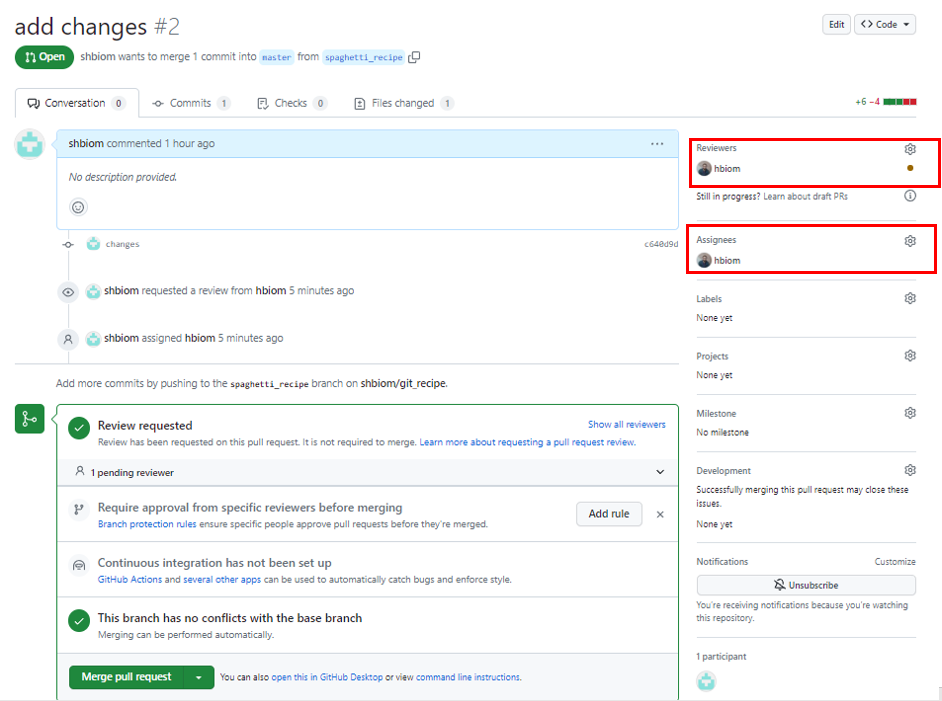 add changes #2
Edit
<> Code
Open
shbiom wants to merge 1 commit into master from spaghetti_recipe
Conversation 0
Commits 1
Checks 0
Files changed 1
+6 −4
shbiom commented 1 hour ago
No description provided.
changes
c640d9d
shbiom requested a review from hbiom 5 minutes ago
shbiom assigned hbiom 5 minutes ago
Add more commits by pushing to the spaghetti_recipe branch on shbiom/git_recipe.
Review requested
Show all reviewers
Review has been requested on this pull request. It is not required to merge. Learn more about requesting a pull request review.
1 pending reviewer
Require approval from specific reviewers before merging
Branch protection rules ensure specific people approve pull requests before they're merged.
Add rule
Continuous integration has not been set up
GitHub Actions and several other apps can be used to automatically catch bugs and enforce style.
This branch has no conflicts with the base branch
Merging can be performed automatically.
Merge pull request
You can also open this in GitHub Desktop or view command line instructions.
Reviewers
hbiom
Still in progress? Learn about draft PRs
Assignees
hbiom
Labels
None yet
Projects
None yet
Milestone
No milestone
Development
Successfully merging this pull request may close these
issues.
None yet
Notifications
Customize
Unsubscribe
You're receiving notifications because you're watching
this repository.
1 participant